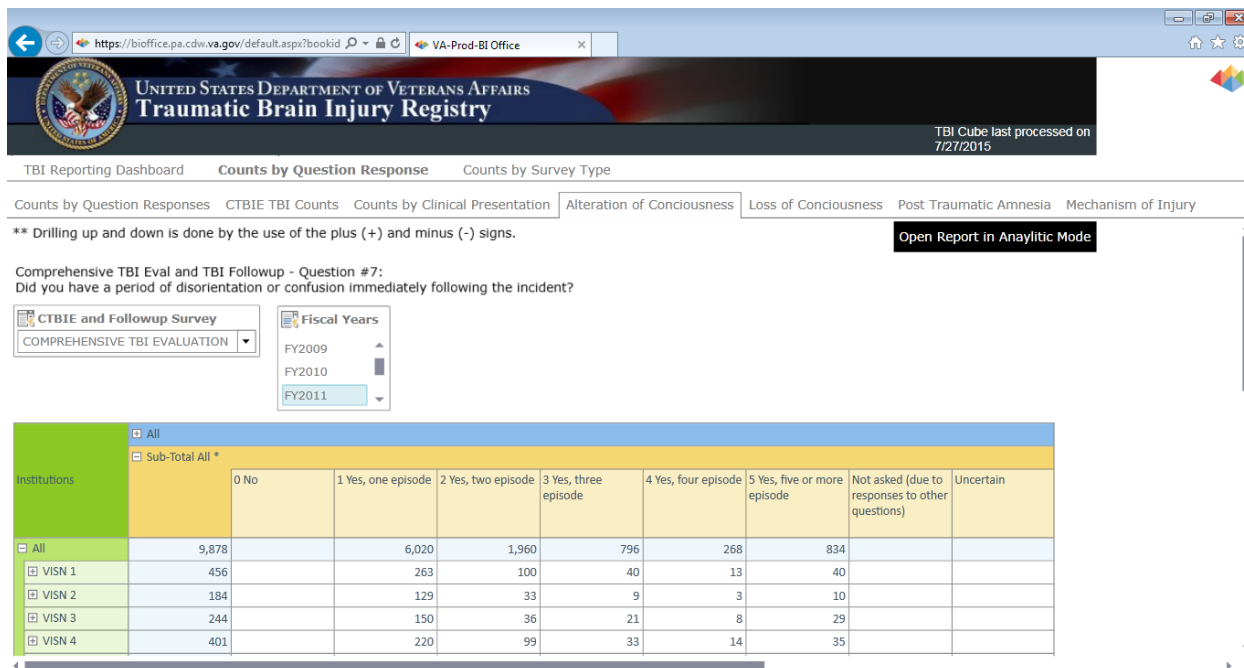 https://bioffice.pa.cdw.va.gov/default.aspx?bookid
VA-Prod-BI Office
UNITED STATES DEPARTMENT OF VETERANS AFFAIRS
Traumatic Brain Injury Registry
TBI Cube last processed on
7/27/2015
TBI Reporting Dashboard Counts by Question Response Counts by Survey Type
Counts by Question Responses CTBIE TBI Counts Counts by Clinical Presentation Alteration of Conciousness Loss of Conciousness Post Traumatic Amnesia Mechanism of Injury
** Drilling up and down is done by the use of the plus (+) and minus (-) signs.
Open Report in Anaylitic Mode
Comprehensive TBI Eval and TBI Followup - Question #7:
Did you have a period of disorientation or confusion immediately following the incident?
CTBIE and Followup Survey
COMPREHENSIVE TBI EVALUATION
Fiscal Years
FY2009
FY2010
FY2011
All
Sub-Total All *
Institutions
0 No
1 Yes, one episode
2 Yes, two episode
3 Yes, three
episode
4 Yes, four episode
5 Yes, five or more
episode
Not asked (due to
responses to other
questions)
Uncertain
All 9,878 6,020 1,960 796 268 834
VISN 1 456 263 100 40 13 40
VISN 2 184 129 33 9 3 10
VISN 3 244 150 36 21 8 29
VISN 4 401 220 99 33 14 35